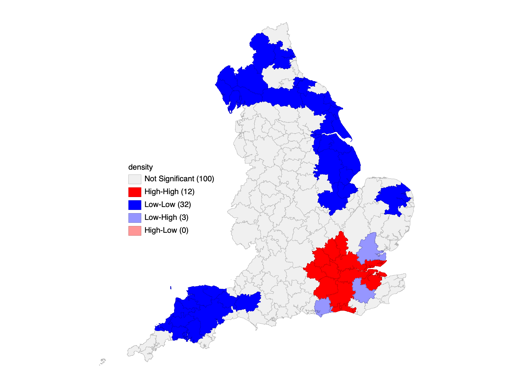 density
Not Significant (100)
High-High (12)
Low-Low (32)
Low-High (3)
High-Low (0)